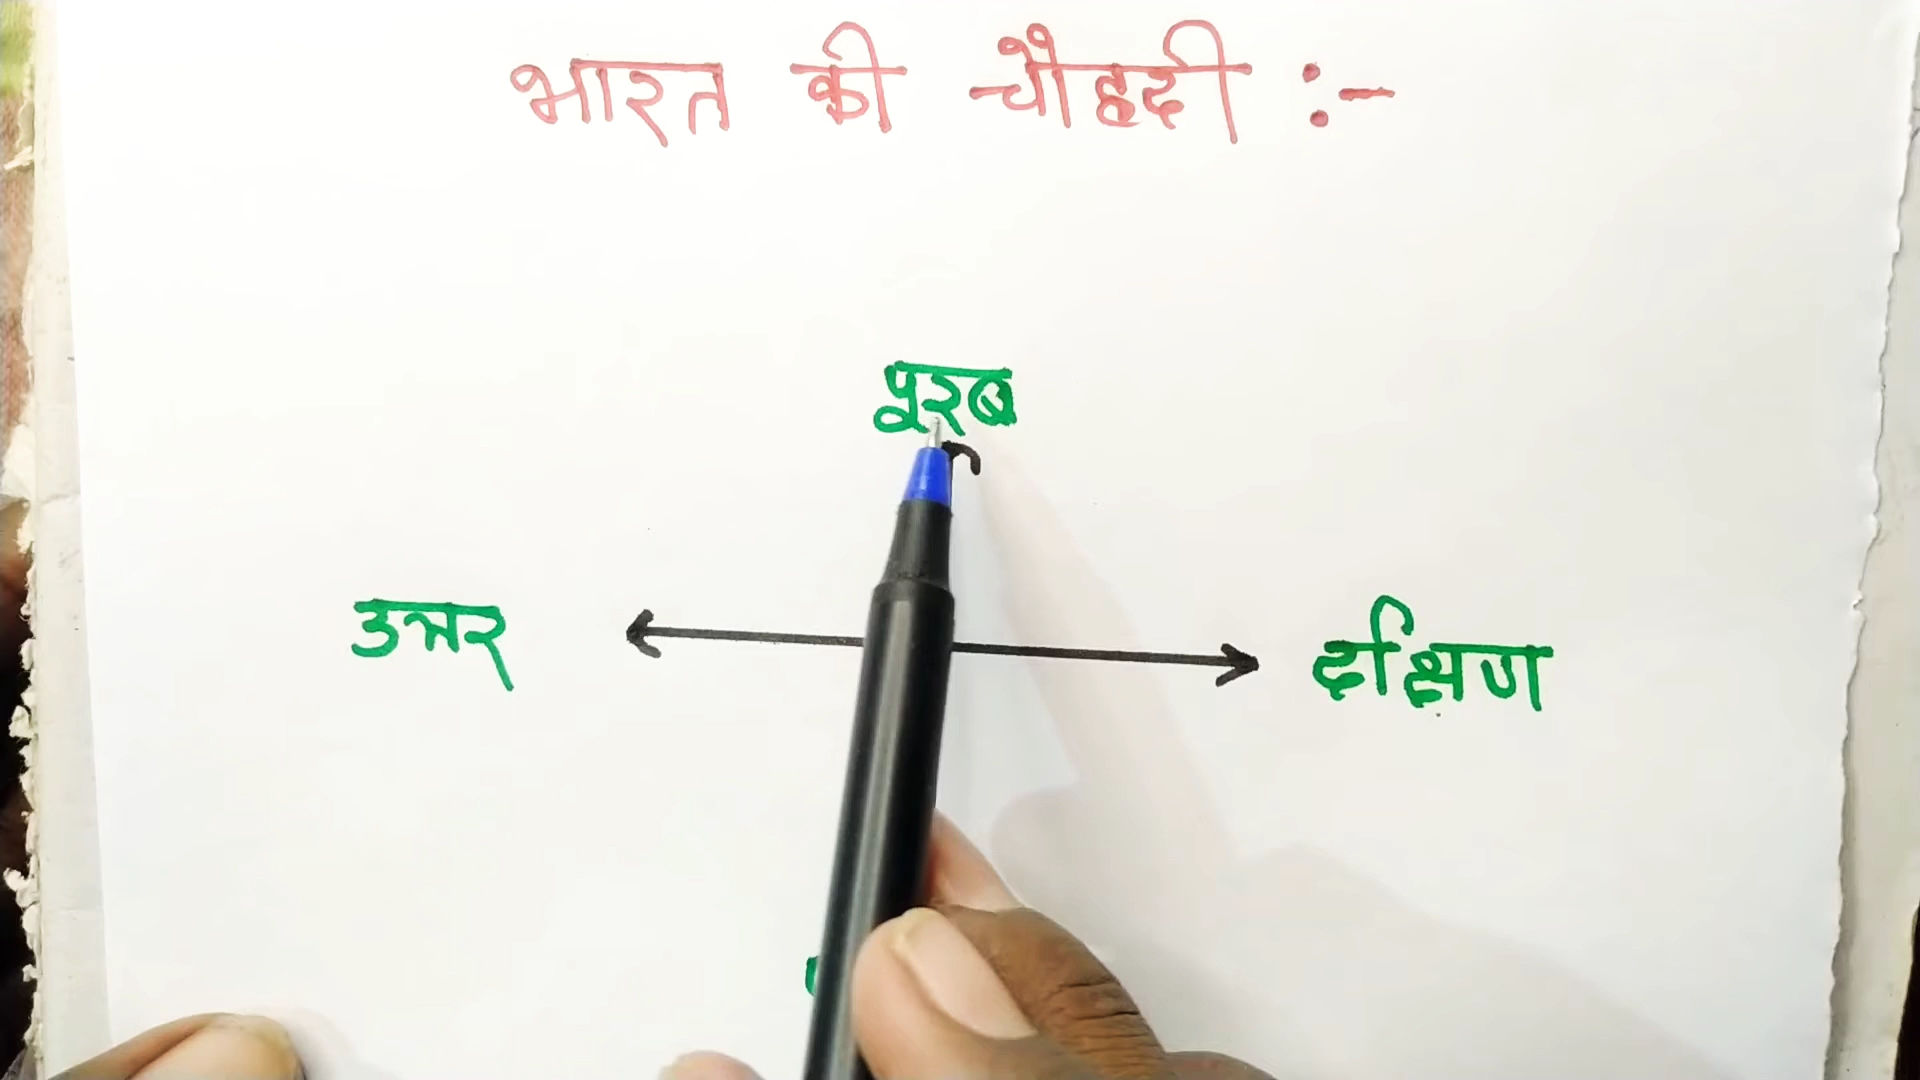 भारत की चौहद्दी :-
पूरब
उत्तर
दक्षिण